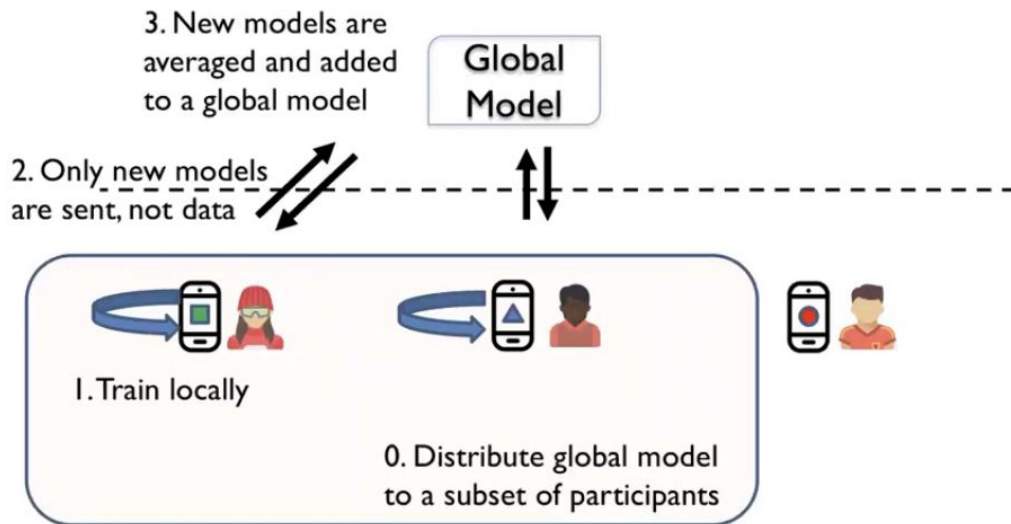 3. New models are
averaged and added
to a global model
Global
Model
2. Only new models
are sent, not data
1. Train locally
0. Distribute global model
to a subset of participants